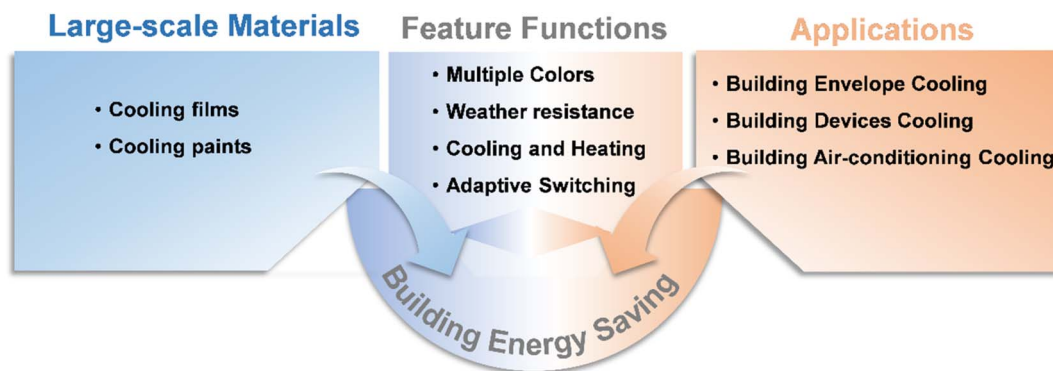 Large-scale Materials
• Cooling films
• Cooling paints
Feature Functions
• Multiple Colors
• Weather resistance
• Cooling and Heating
• Adaptive Switching
Applications
• Building Envelope Cooling
• Building Devices Cooling
• Building Air-conditioning Cooling
Building Energy Saving